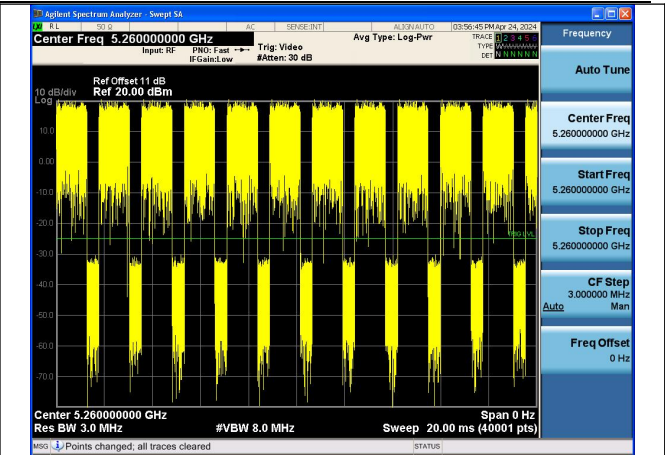 Agilent Spectrum Analyzer - Swept SA
RL 50 Ω AC SENSE:INT ALIGNAUTO 03:56:45 PM Apr 24, 2024
Center Freq 5.260000000 GHz
Input: RF PNO: Fast
IFGain:Low
Trig: Video
#Atten: 30 dB
Avg Type: Log-Pwr
TRACE 1 2 3 4 5 6
TYPE
DET N N N N N N
Ref Offset 11 dB
10 dB/div Ref 20.00 dBm
Log
10.0
0.00
-10.0
-20.0
TRIG LVL
-30.0
-40.0
-50.0
-60.0
-70.0
Center 5.260000000 GHz Span 0 Hz
Res BW 3.0 MHz #VBW 8.0 MHz Sweep 20.00 ms (40001 pts)
MSG Points changed; all traces cleared STATUS
Frequency
Auto Tune
Center Freq
5.260000000 GHz
Start Freq
5.260000000 GHz
Stop Freq
5.260000000 GHz
CF Step
3.000000 MHz
Auto Man
Freq Offset
0 Hz